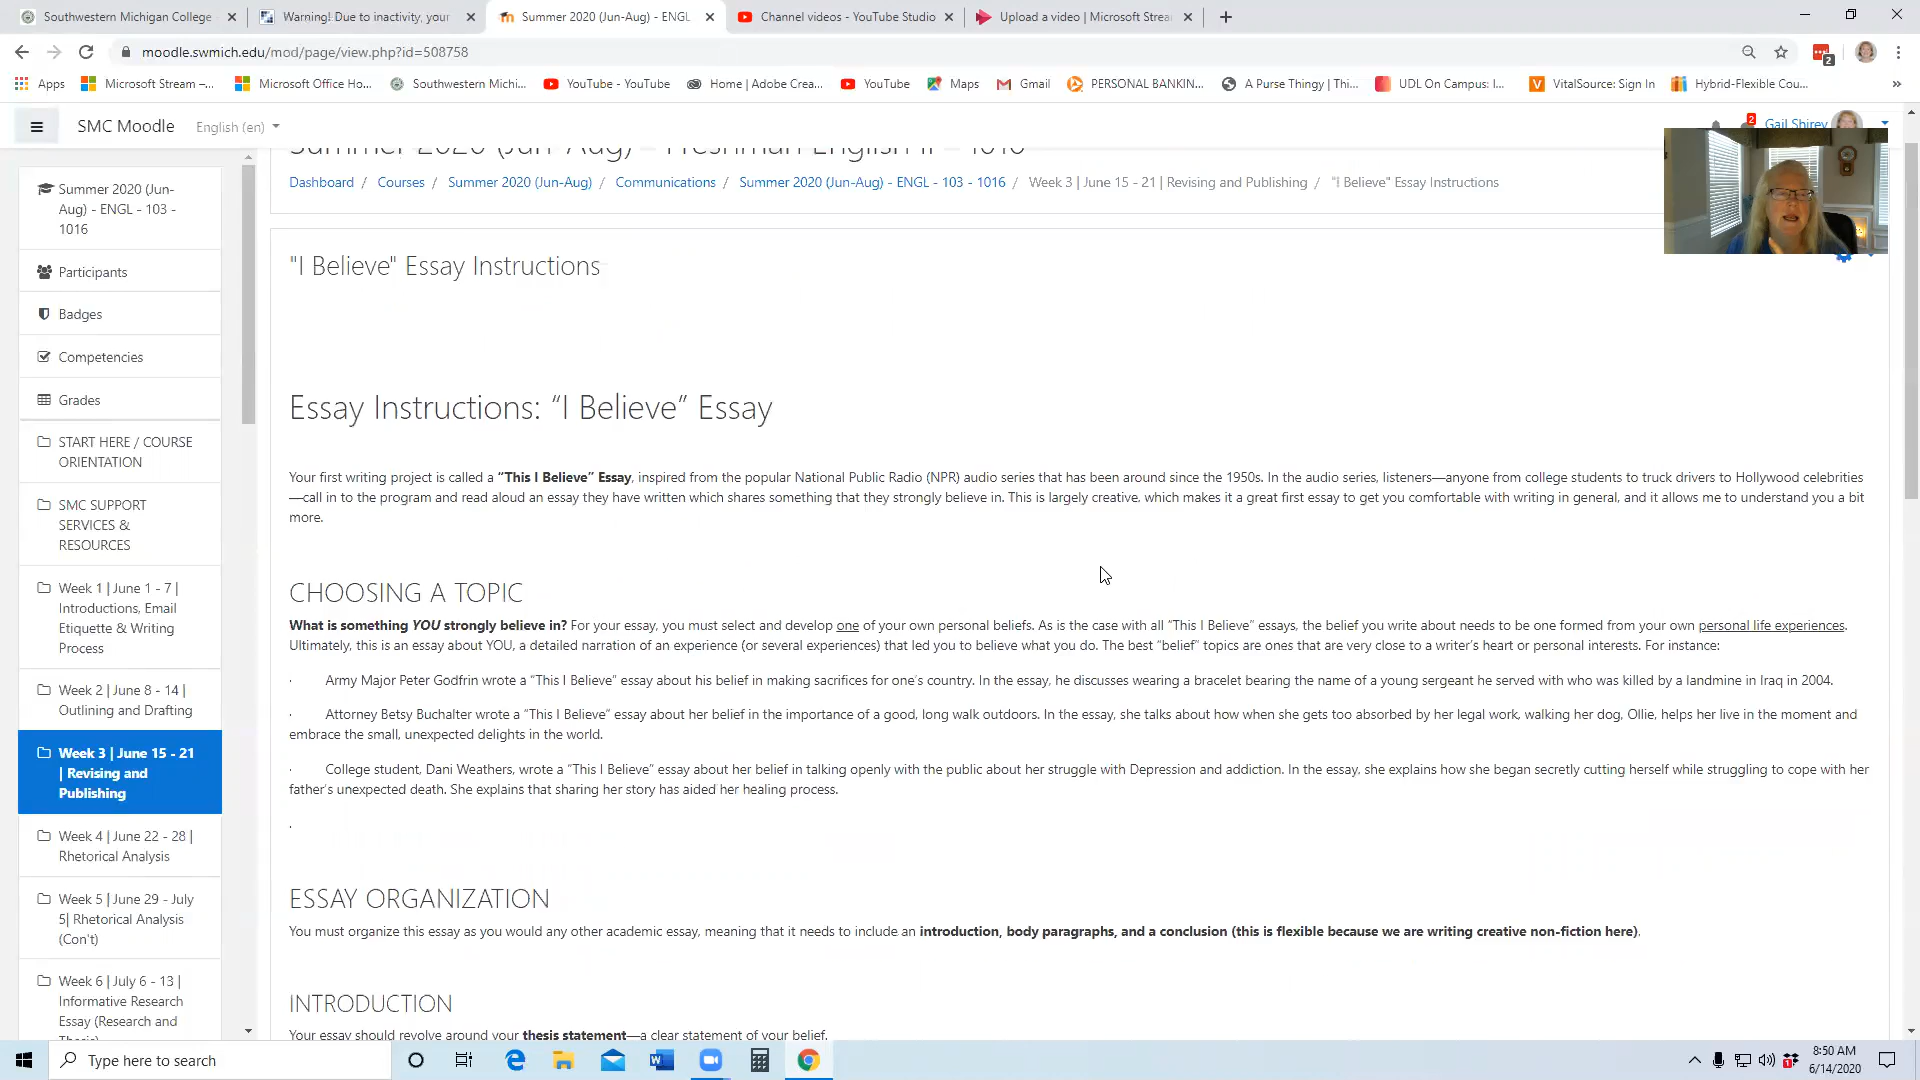 Southwestern Michigan College
Warning! Due to inactivity, your
Summer 2020 (Jun-Aug) - ENGL
Channel videos - YouTube Studio
Upload a video | Microsoft Strea
moodle.swmich.edu/mod/page/view.php?id=508758
2
Apps
Microsoft Stream –...
Microsoft Office Ho...
Southwestern Michi...
YouTube - YouTube
Home | Adobe Crea...
YouTube
Maps
Gmail
PERSONAL BANKIN...
A Purse Thingy | Thi...
UDL On Campus: I...
VitalSource: Sign In
Hybrid-Flexible Cou...
SMC Moodle
English (en)
2
Gail Shirey
Summer 2020 (Jun-Aug) - Freshman English II - 1016
Dashboard / Courses / Summer 2020 (Jun-Aug) / Communications / Summer 2020 (Jun-Aug) - ENGL - 103 - 1016 / Week 3 | June 15 - 21 | Revising and Publishing / "I Believe" Essay Instructions
Summer 2020 (Jun-
Aug) - ENGL - 103 -
1016
Participants
Badges
Competencies
Grades
START HERE / COURSE
ORIENTATION
SMC SUPPORT
SERVICES &
RESOURCES
Week 1 | June 1 - 7 |
Introductions, Email
Etiquette & Writing
Process
Week 2 | June 8 - 14 |
Outlining and Drafting
Week 3 | June 15 - 21
| Revising and
Publishing
Week 4 | June 22 - 28 |
Rhetorical Analysis
Week 5 | June 29 - July
5| Rhetorical Analysis
(Con't)
Week 6 | July 6 - 13 |
Informative Research
Essay (Research and
"I Believe" Essay Instructions
Essay Instructions: “I Believe” Essay
Your first writing project is called a “This I Believe” Essay, inspired from the popular National Public Radio (NPR) audio series that has been around since the 1950s. In the audio series, listeners—anyone from college students to truck drivers to Hollywood celebrities
—call in to the program and read aloud an essay they have written which shares something that they strongly believe in. This is largely creative, which makes it a great first essay to get you comfortable with writing in general, and it allows me to understand you a bit
more.
CHOOSING A TOPIC
What is something YOU strongly believe in? For your essay, you must select and develop one of your own personal beliefs. As is the case with all “This I Believe” essays, the belief you write about needs to be one formed from your own personal life experiences.
Ultimately, this is an essay about YOU, a detailed narration of an experience (or several experiences) that led you to believe what you do. The best “belief” topics are ones that are very close to a writer’s heart or personal interests. For instance:
· Army Major Peter Godfrin wrote a “This I Believe” essay about his belief in making sacrifices for one’s country. In the essay, he discusses wearing a bracelet bearing the name of a young sergeant he served with who was killed by a landmine in Iraq in 2004.
· Attorney Betsy Buchalter wrote a “This I Believe” essay about her belief in the importance of a good, long walk outdoors. In the essay, she talks about how when she gets too absorbed by her legal work, walking her dog, Ollie, helps her live in the moment and
embrace the small, unexpected delights in the world.
· College student, Dani Weathers, wrote a “This I Believe” essay about her belief in talking openly with the public about her struggle with Depression and addiction. In the essay, she explains how she began secretly cutting herself while struggling to cope with her
father’s unexpected death. She explains that sharing her story has aided her healing process.
·
ESSAY ORGANIZATION
You must organize this essay as you would any other academic essay, meaning that it needs to include an introduction, body paragraphs, and a conclusion (this is flexible because we are writing creative non-fiction here).
INTRODUCTION
Your essay should revolve around your thesis statement—a clear statement of your belief.
Type here to search
8:50 AM
6/14/2020